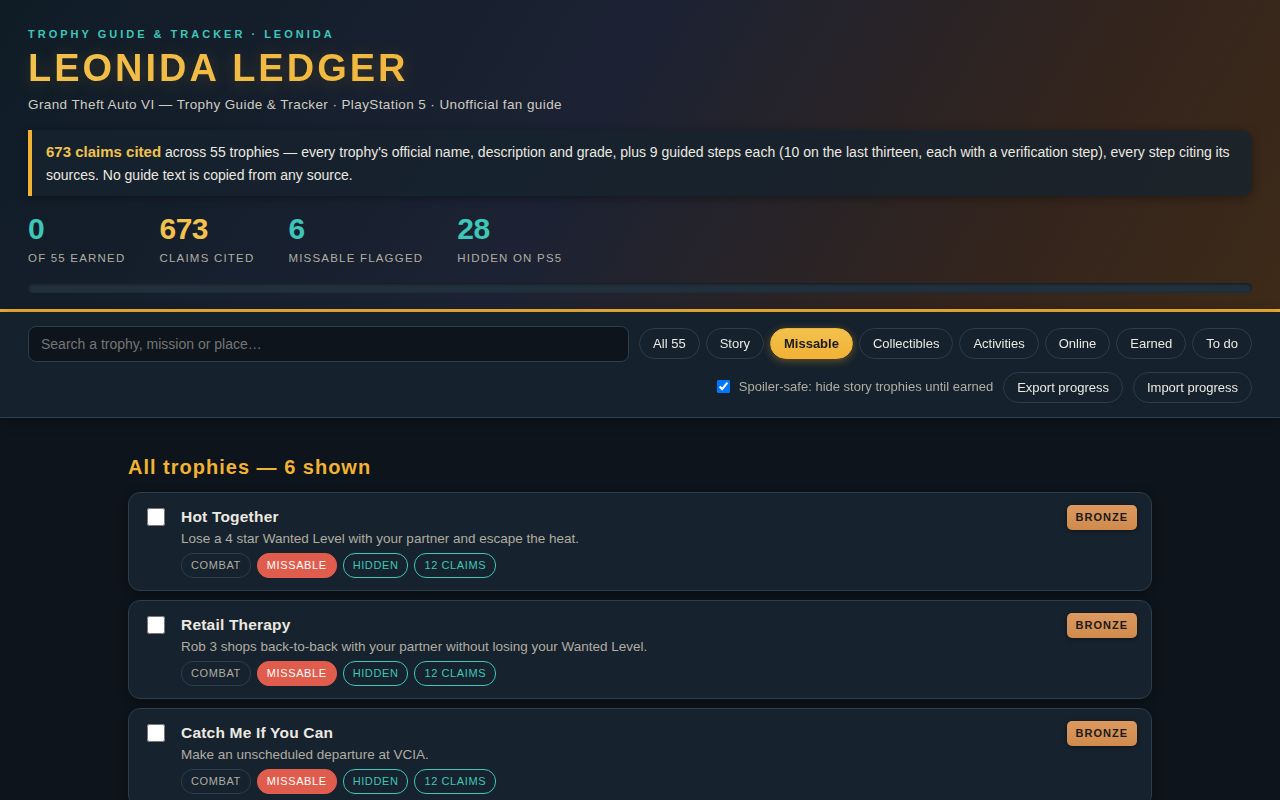 TROPHY GUIDE & TRACKER · LEONIDA
LEONIDA LEDGER
Grand Theft Auto VI — Trophy Guide & Tracker · PlayStation 5 · Unofficial fan guide
673 claims cited across 55 trophies — every trophy's official name, description and grade, plus 9 guided steps each (10 on the last thirteen, each with a verification step), every step citing its
sources. No guide text is copied from any source.
0 673 6 28
OF 55 EARNED CLAIMS CITED MISSABLE FLAGGED HIDDEN ON PS5
Search a trophy, mission or place… All 55 Story Missable Collectibles Activities Online Earned To do
Spoiler-safe: hide story trophies until earned Export progress Import progress
All trophies — 6 shown
Hot Together BRONZE
Lose a 4 star Wanted Level with your partner and escape the heat.
COMBAT MISSABLE HIDDEN 12 CLAIMS
Retail Therapy BRONZE
Rob 3 shops back-to-back with your partner without losing your Wanted Level.
COMBAT MISSABLE HIDDEN 12 CLAIMS
Catch Me If You Can BRONZE
Make an unscheduled departure at VCIA.
COMBAT MISSABLE HIDDEN 12 CLAIMS